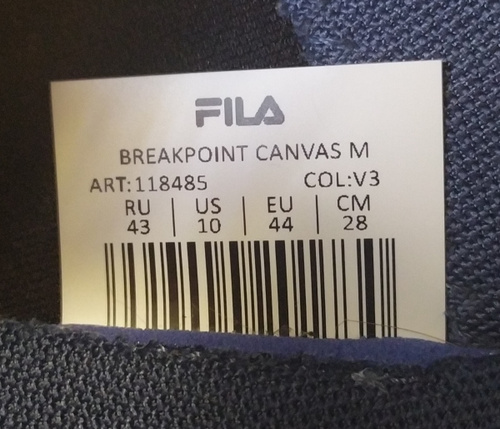 FILA
BREAKPOINT CANVAS M
ART:118485 COL:V3
RU | US | EU | CM
43 | 10 | 44 | 28